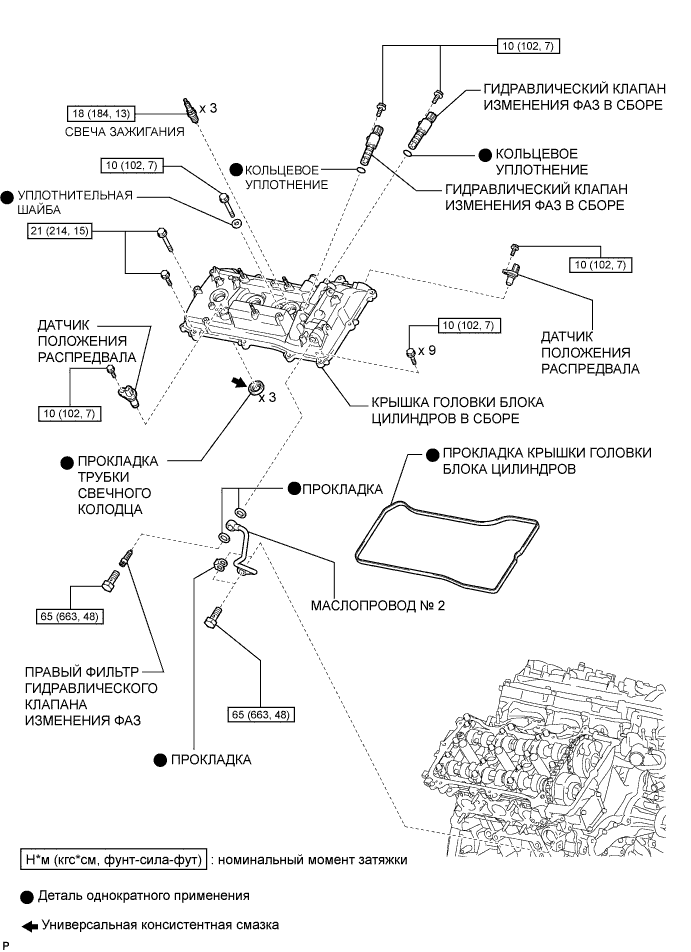 10 (102, 7)
ГИДРАВЛИЧЕСКИЙ КЛАПАН
ИЗМЕНЕНИЯ ФАЗ В СБОРЕ
18 (184, 13)
x 3
СВЕЧА ЗАЖИГАНИЯ
КОЛЬЦЕВОЕ
УПЛОТНЕНИЕ
10 (102, 7)
КОЛЬЦЕВОЕ
УПЛОТНЕНИЕ
ГИДРАВЛИЧЕСКИЙ КЛАПАН
ИЗМЕНЕНИЯ ФАЗ В СБОРЕ
УПЛОТНИТЕЛЬНАЯ
ШАЙБА
21 (214, 15)
10 (102, 7)
ДАТЧИК
ПОЛОЖЕНИЯ
РАСПРЕДВАЛА
10 (102, 7)
x 9
ДАТЧИК
ПОЛОЖЕНИЯ
РАСПРЕДВАЛА
10 (102, 7)
x 3
КРЫШКА ГОЛОВКИ БЛОКА
ЦИЛИНДРОВ В СБОРЕ
ПРОКЛАДКА
ТРУБКИ
СВЕЧНОГО
КОЛОДЦА
ПРОКЛАДКА КРЫШКИ ГОЛОВКИ
БЛОКА ЦИЛИНДРОВ
ПРОКЛАДКА
МАСЛОПРОВОД № 2
65 (663, 48)
ПРАВЫЙ ФИЛЬТР
ГИДРАВЛИЧЕСКОГО
КЛАПАНА
ИЗМЕНЕНИЯ ФАЗ
65 (663, 48)
ПРОКЛАДКА
Н*м (кгс*см, фунт-сила-фут) : номинальный момент затяжки
Деталь однократного применения
Универсальная консистентная смазка
P